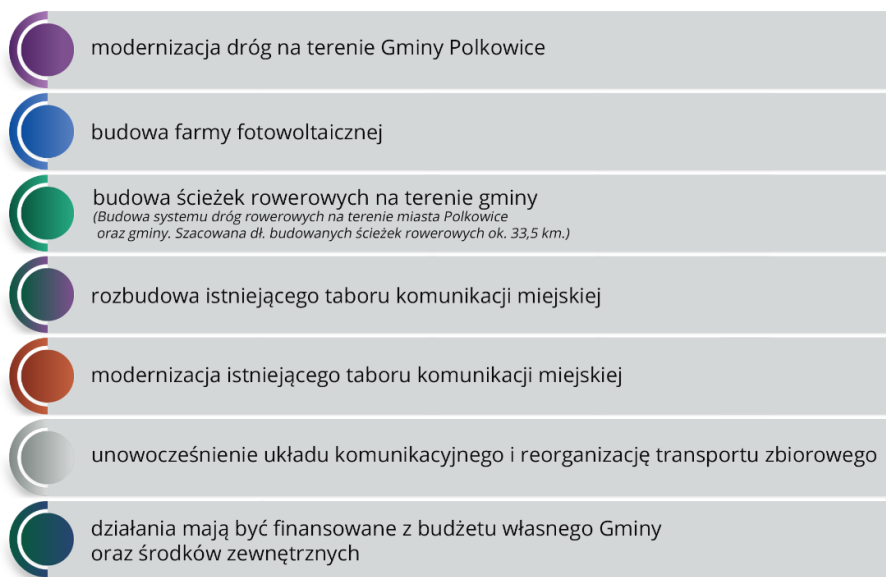 modernizacja dróg na terenie Gminy Polkowice
budowa farmy fotowoltaicznej
budowa ścieżek rowerowych na terenie gminy
(Budowa systemu dróg rowerowych na terenie miasta Polkowice
oraz gminy. Szacowana dł. budowanych ścieżek rowerowych ok. 33,5 km.)
rozbudowa istniejącego taboru komunikacji miejskiej
modernizacja istniejącego taboru komunikacji miejskiej
unowocześnienie układu komunikacyjnego i reorganizację transportu zbiorowego
działania mają być finansowane z budżetu własnego Gminy
oraz środków zewnętrznych